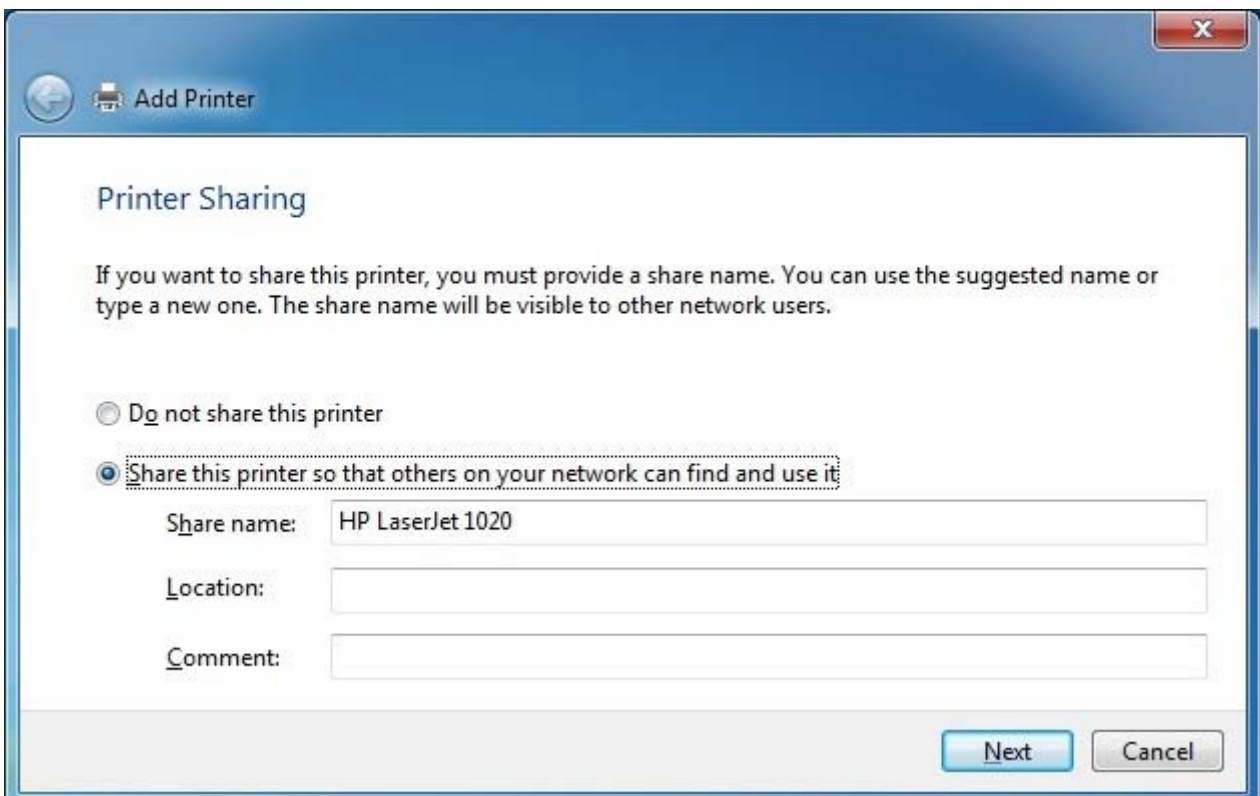 Add Printer
Printer Sharing
If you want to share this printer, you must provide a share name. You can use the suggested name or
type a new one. The share name will be visible to other network users.
Do not share this printer
Share this printer so that others on your network can find and use it
Share name: HP LaserJet 1020
Location:
Comment:
Next Cancel